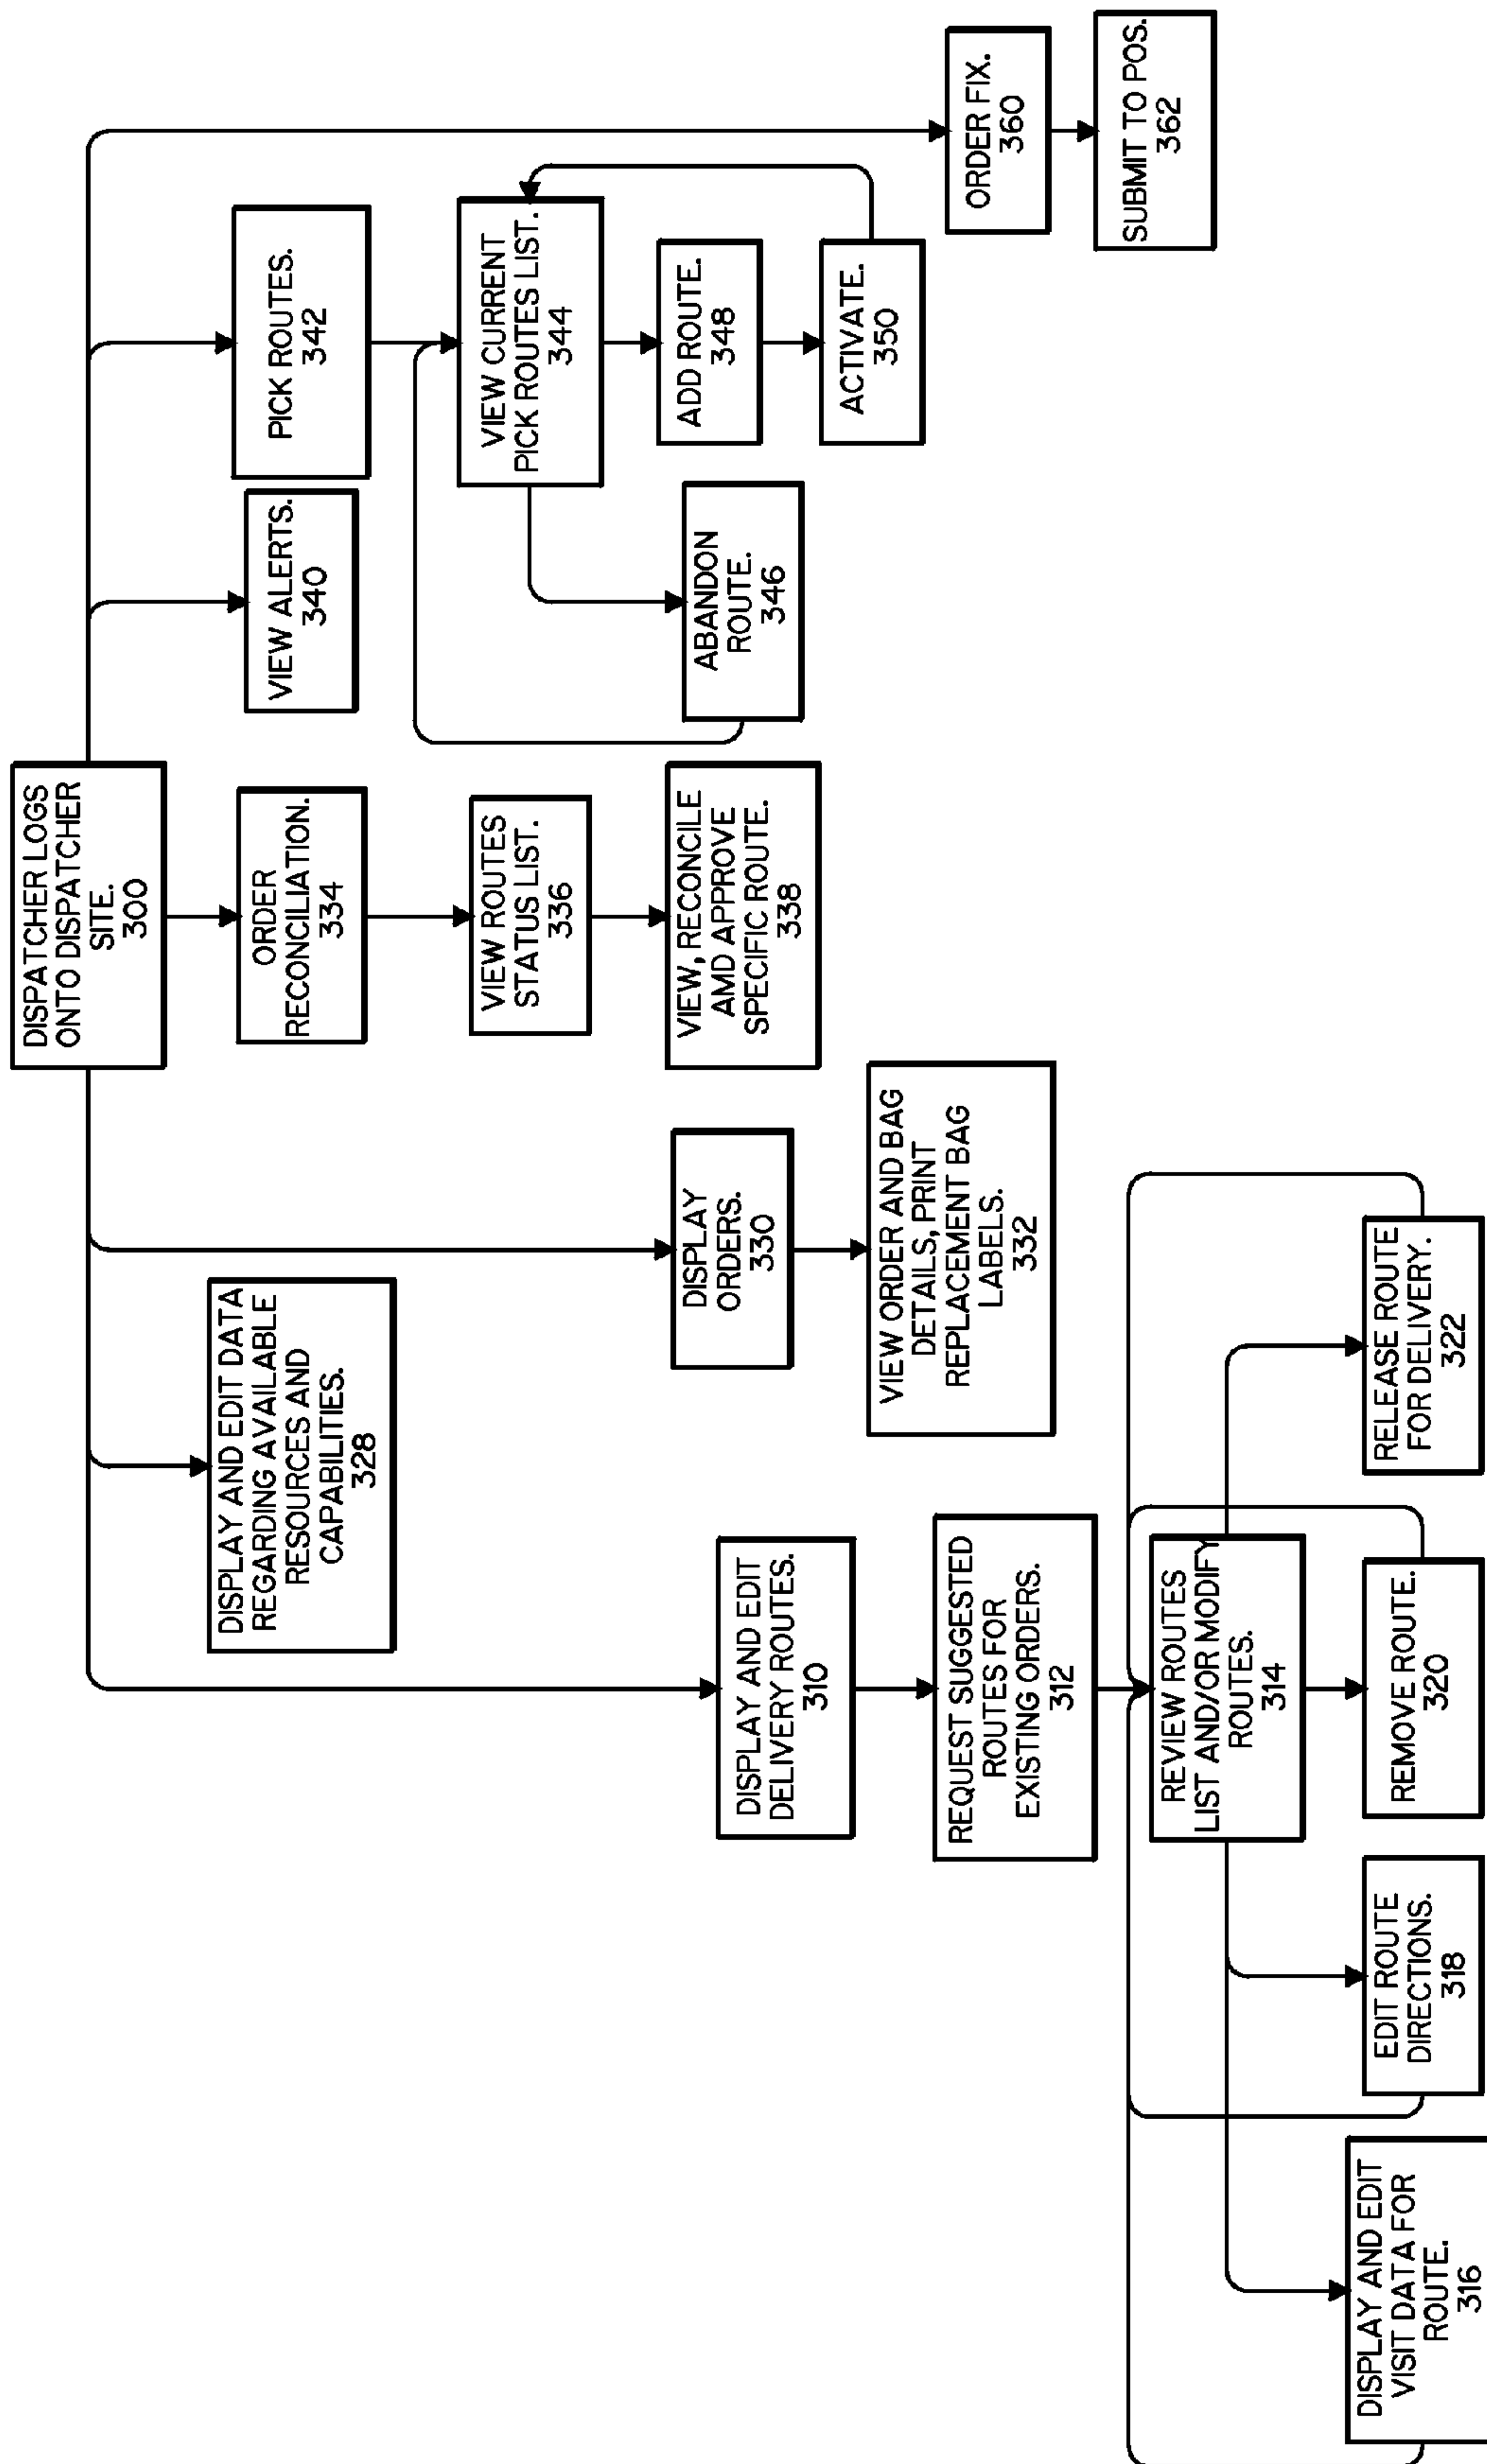 DISPATCHER LOGS
ONTO DISPATCHER
SITE.
300
DISPLAY AND EDIT DATA
REGARDING AVAILABLE
RESOURCES AND
CAPABILITIES.
328
ORDER
RECONCILIATION.
334
VIEW ALERTS.
340
PICK ROUTES.
342
VIEW ROUTES
STATUS LIST.
336
VIEW CURRENT
PICK ROUTES LIST.
344
DISPLAY AND EDIT
DELIVERY ROUTES.
310
DISPLAY
ORDERS.
330
VIEW, RECONCILE
AMD APPROVE
SPECIFIC ROUTE.
338
ABANDON
ROUTE.
346
ADD ROUTE.
348
ACTIVATE.
350
REQUEST SUGGESTED
ROUTES FOR
EXISTING ORDERS.
312
VIEW ORDER AND BAG
DETAILS, PRINT
REPLACEMENT BAG
LABELS.
332
ORDER FIX.
360
SUBMIT TO POS.
362
REVIEW ROUTES
LIST AND/OR MODIFY
ROUTES.
314
DISPLAY AND EDIT
VISIT DATA FOR
ROUTE.
316
EDIT ROUTE
DIRECTIONS.
318
REMOVE ROUTE.
320
RELEASE ROUTE
FOR DELIVERY.
322